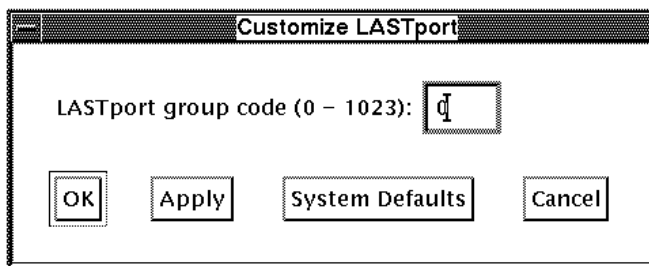 Customize LASTport
LASTport group code (0 – 1023): 0
OK Apply System Defaults Cancel